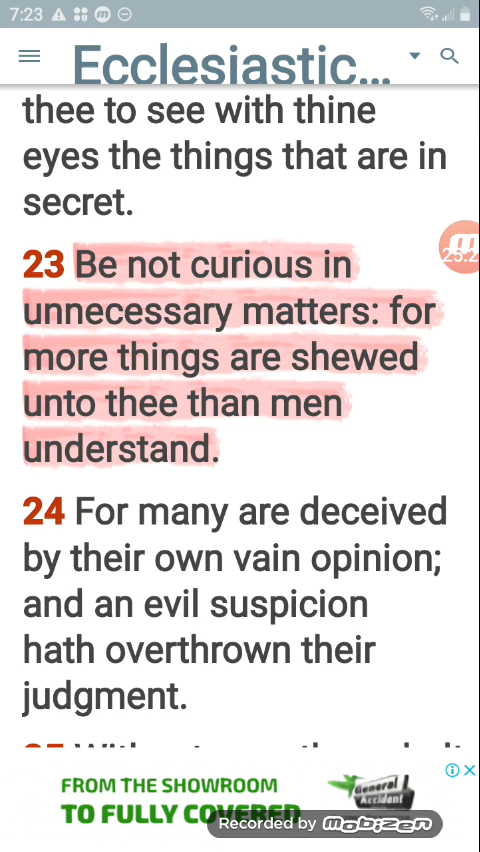 7:23
Ecclesiastic...
thee to see with thine
eyes the things that are in
secret.
23 Be not curious in
unnecessary matters: for
more things are shewed
unto thee than men
understand.
24 For many are deceived
by their own vain opinion;
and an evil suspicion
hath overthrown their
judgment.
FROM THE SHOWROOM
TO FULLY COVERED
General
Accident
Recorded by mobizen